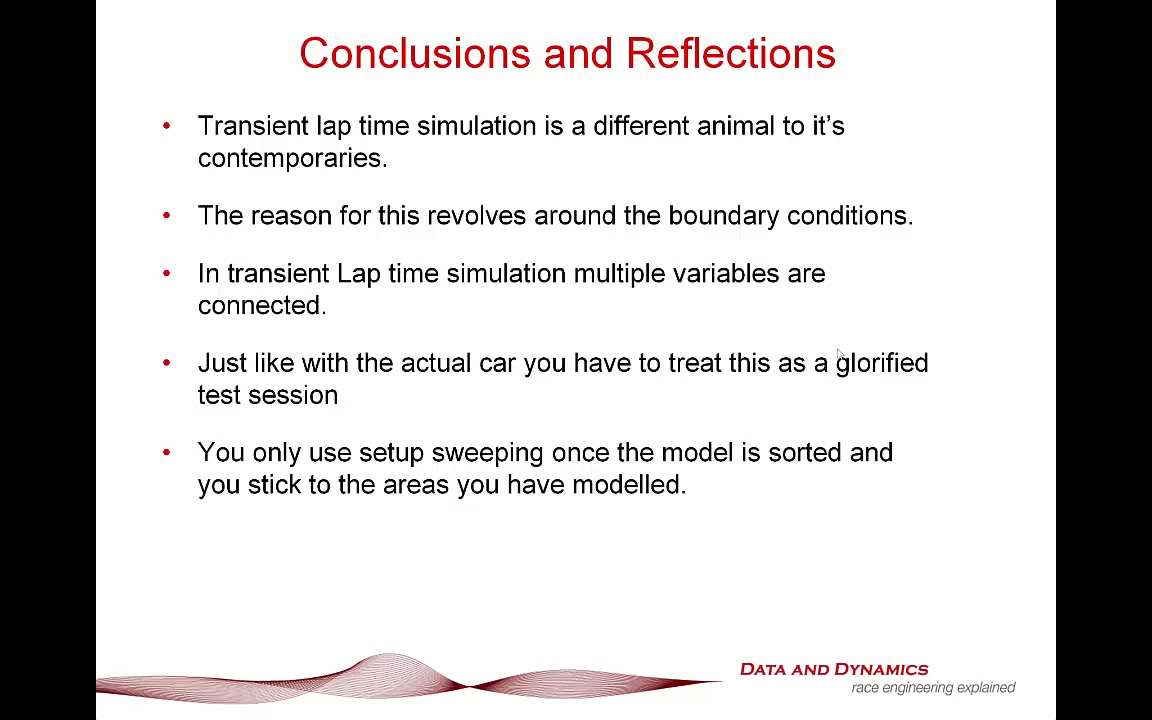 Conclusions and Reflections
• Transient lap time simulation is a different animal to it's
contemporaries.
• The reason for this revolves around the boundary conditions.
• In transient Lap time simulation multiple variables are
connected.
• Just like with the actual car you have to treat this as a glorified
test session
• You only use setup sweeping once the model is sorted and
you stick to the areas you have modelled.
DATA AND DYNAMICS
race engineering explained